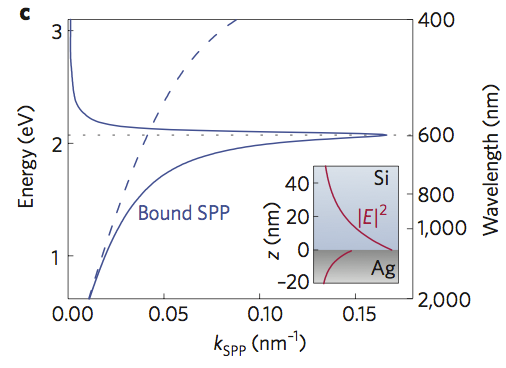 c
Energy (eV)
3
2
1
0.00
0.05
0.10
0.15
kSPP (nm⁻¹)
400
600
800
1,000
2,000
Wavelength (nm)
Bound SPP
z (nm)
40
20
0
−20
Si
|E|²
Ag